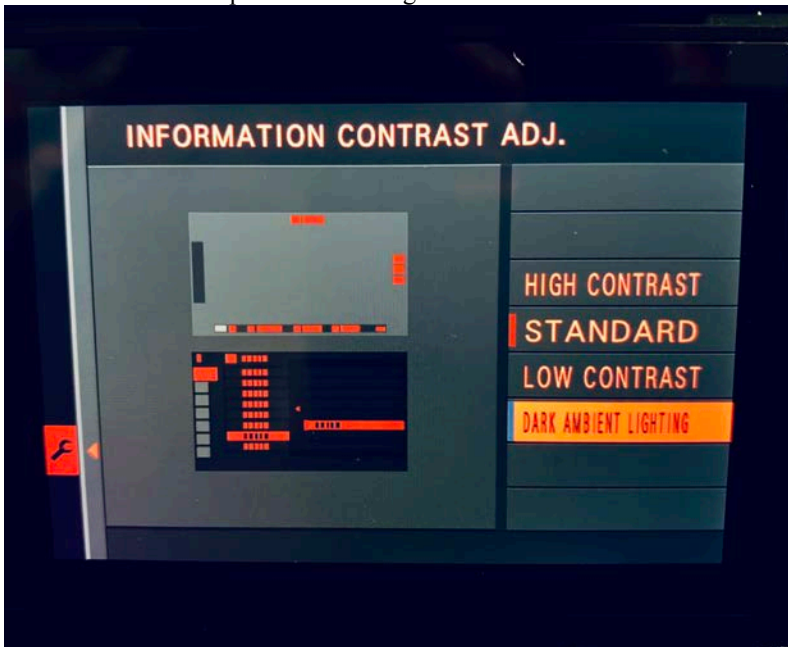 INFORMATION CONTRAST ADJ.
HIGH CONTRAST
STANDARD
LOW CONTRAST
DARK AMBIENT LIGHTING